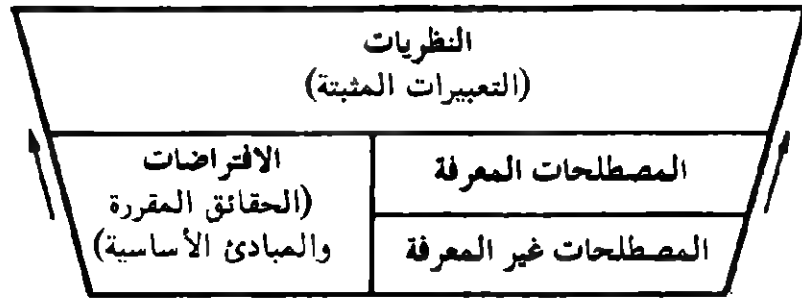 النظريات
(التعبيرات المثبتة)
الافتراضات
(الحقائق المقررة
والمبادئ الأساسية)
المصطلحات المعرفة
المصطلحات غير المعرفة